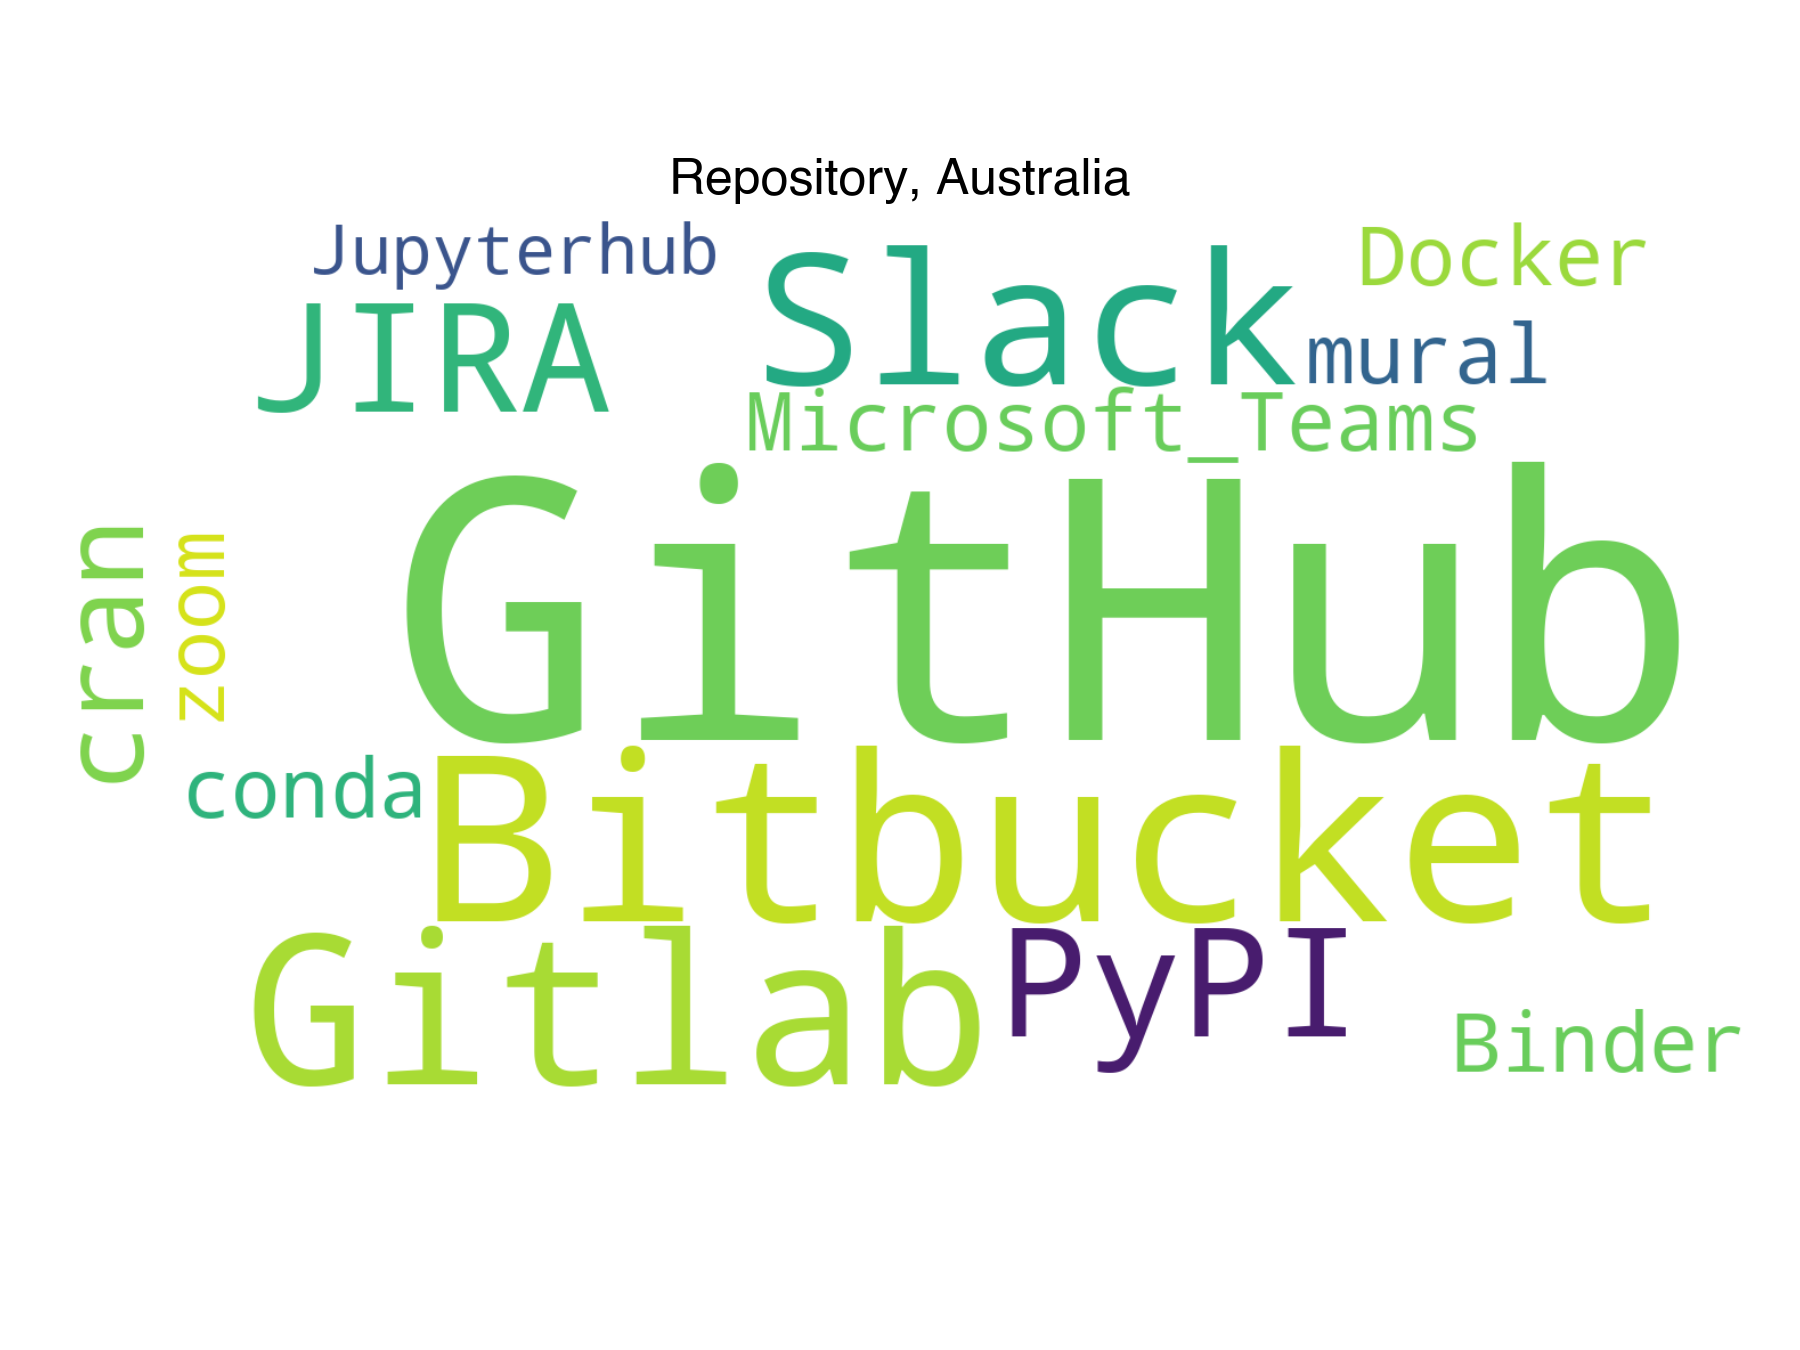 Repository, Australia
Jupyterhub
Slack
Docker
JIRA
mural
Microsoft_Teams
GitHub
cran
zoom
conda
Bitbucket
Gitlab
PyPI
Binder